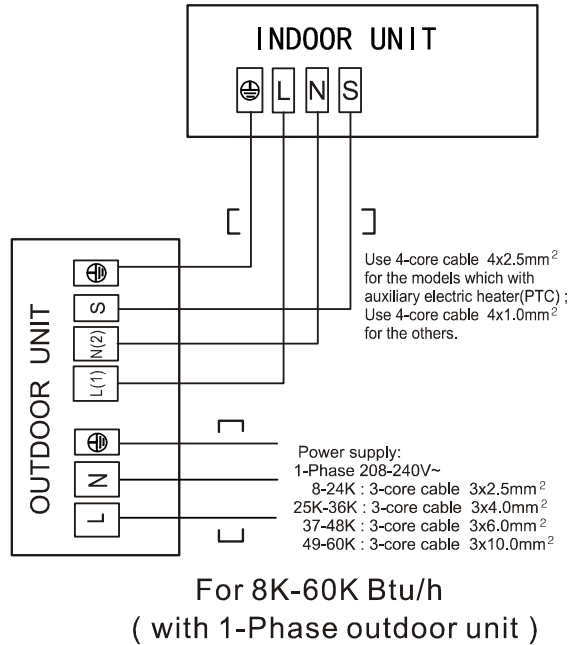 INDOOR UNIT
L N S
Use 4-core cable 4x2.5mm²
for the models which with
auxiliary electric heater(PTC) ;
Use 4-core cable 4x1.0mm²
for the others.
OUTDOOR UNIT
S
N(2)
L(1)
N
L
Power supply:
1-Phase 208-240V~
8-24K : 3-core cable 3x2.5mm²
25K-36K : 3-core cable 3x4.0mm²
37-48K : 3-core cable 3x6.0mm²
49-60K : 3-core cable 3x10.0mm²
For 8K-60K Btu/h
( with 1-Phase outdoor unit )